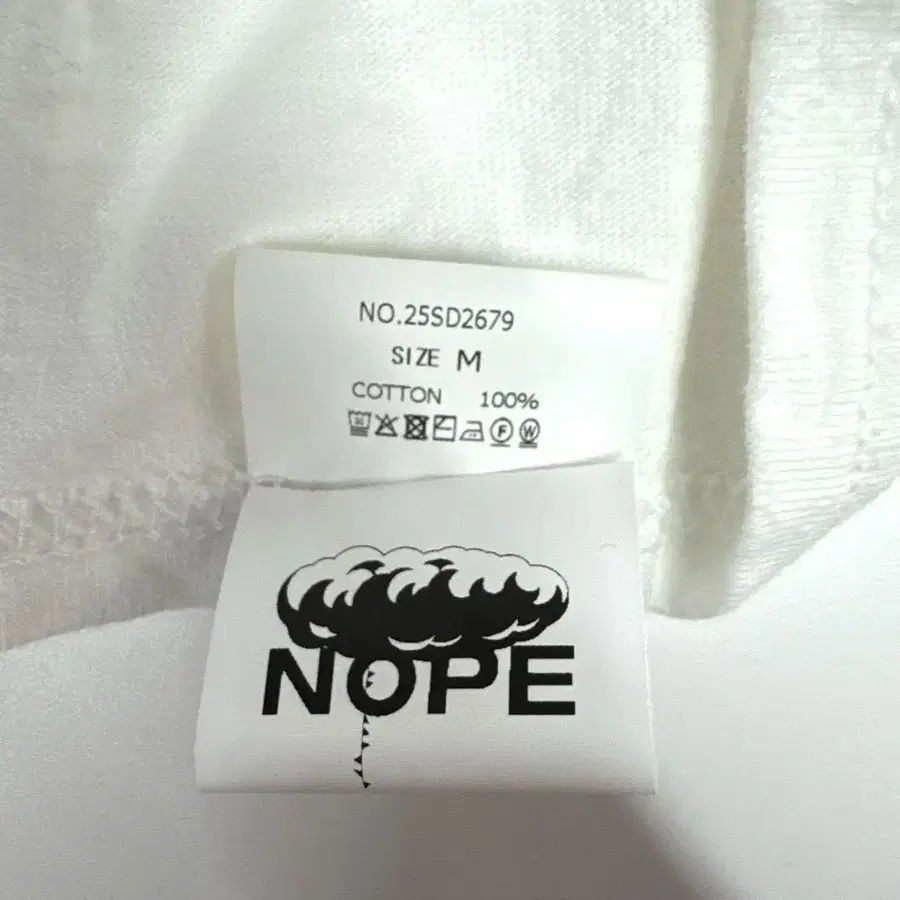 NO.25SD2679
SIZE M
COTTON 100%
F W
NOPE